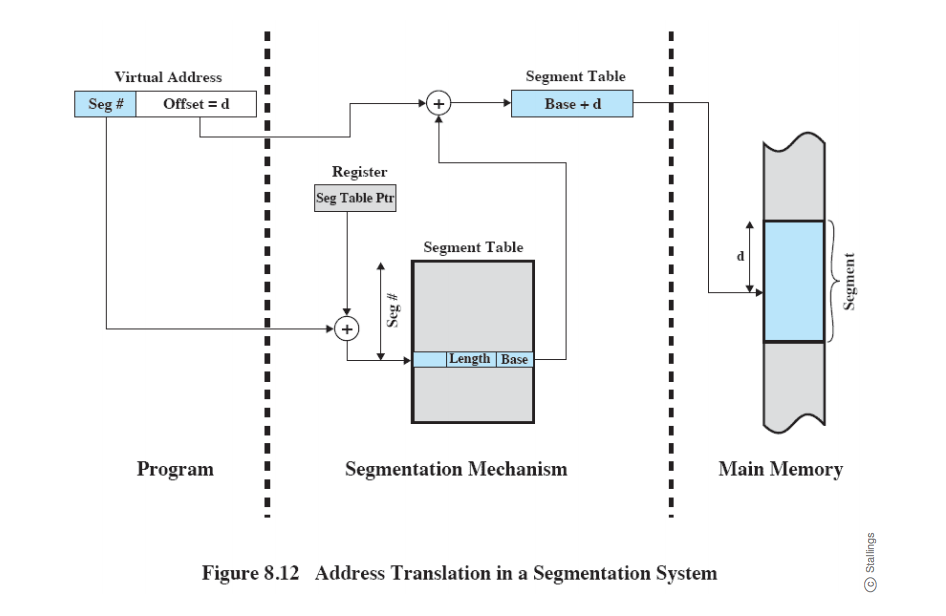 Virtual Address
Seg # Offset = d
Segment Table
Base + d
+
Register
Seg Table Ptr
Segment Table
Seg #
+
Length Base
d
Segment
Program
Segmentation Mechanism
Main Memory
Figure 8.12 Address Translation in a Segmentation System
© Stallings